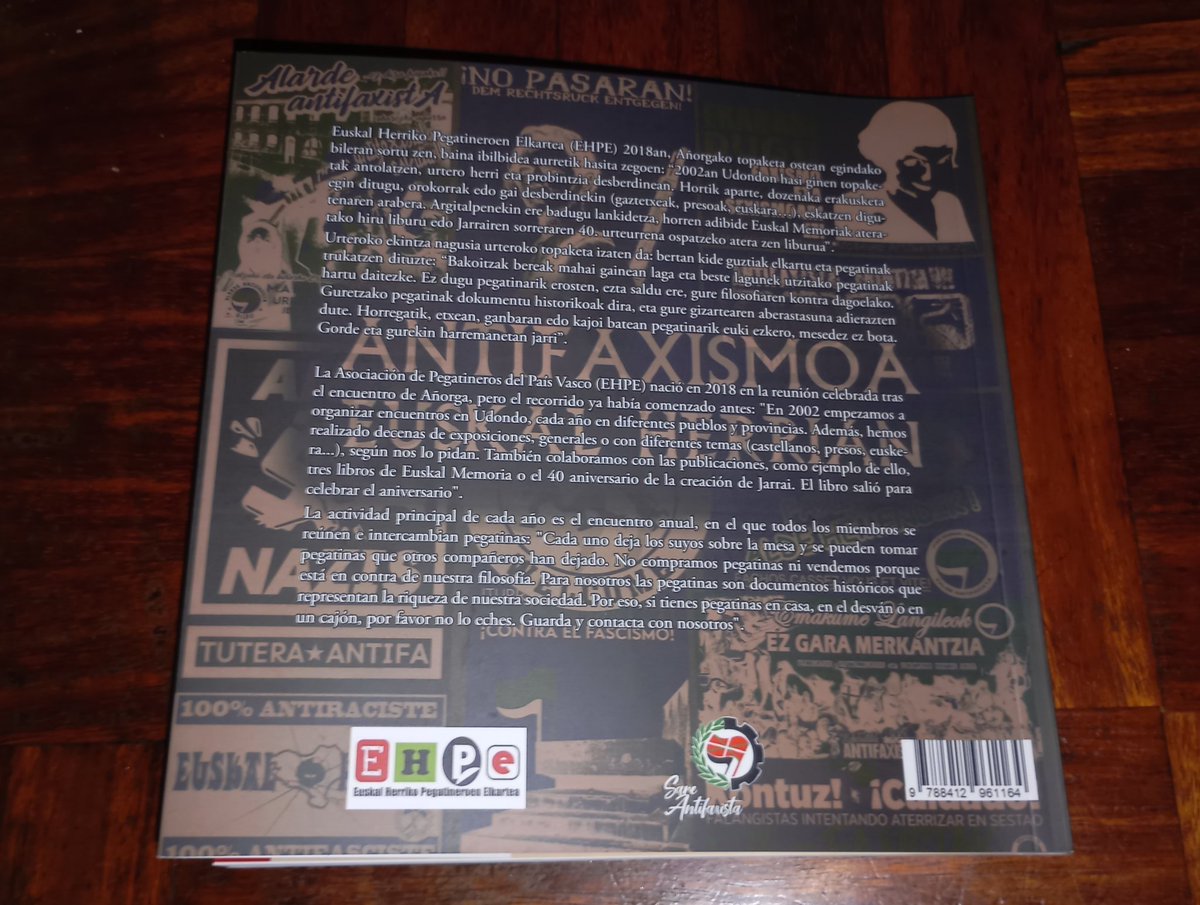 Alarde
antifaxistA
¡NO PASARAN!
DEM RECHTSRUCK ENTGEGEN!
Euskal Herriko Pegatineroen Elkartea (EHPE) 2018an, Añorgako topaketa ostean egindako
bileran sortu zen, baina ibilbidea aurretik hasita zegoen: "2002an Udondon hasi ginen topake-
tak antolatzen, urtero herri eta probintzia desberdinean. Hortik aparte, dozenaka erakusketa
egin ditugu, orokorrak edo gai desberdinekin (gaztetxeak, presoak, euskara...), eskatzen digu-
tenaren arabera. Argitalpenekin ere badugu lankidetza, horren adibide Euskal Memoriak atera-
tako hiru liburu edo Jarrairen sorreraren 40. urteurrena ospatzeko atera zen liburua".
Urteroko ekintza nagusia urteroko topaketa izaten da: bertan kide guztiak elkartu eta pegatinak
trukatzen dituzte; "Bakoitzak bereak mahai gainean laga eta beste lagunek utzitako pegatinak
hartu daitezke. Ez dugu pegatinarik erosten, ezta saldu ere, gure filosofiaren kontra dagoelako.
Guretzako pegatinak dokumentu historikoak dira, eta gure gizartearen aberastasuna adierazten
dute. Horregatik, etxean, ganbaran edo kajoi batean pegatinarik euki ezkero, mesedez ez bota.
Gorde eta gurekin harremanetan jarri".
ANTIFAXISMOA
EUSKAL HERRIAN
La Asociación de Pegatineros del País Vasco (EHPE) nació en 2018 en la reunión celebrada tras
el encuentro de Añorga, pero el recorrido ya había comenzado antes: "En 2002 empezamos a
organizar encuentros en Udondo, cada año en diferentes pueblos y provincias. Además, hemos
realizado decenas de exposiciones, generales o con diferentes temas (castellanos, presos, euske-
ra...), según nos lo pidan. También colaboramos con las publicaciones, como ejemplo de ello,
tres libros de Euskal Memoria o el 40 aniversario de la creación de Jarrai. El libro salió para
celebrar el aniversario".
La actividad principal de cada año es el encuentro anual, en el que todos los miembros se
reúnen e intercambian pegatinas: "Cada uno deja los suyos sobre la mesa y se pueden tomar
pegatinas que otros compañeros han dejado. No compramos pegatinas ni vendemos porque
está en contra de nuestra filosofía. Para nosotros las pegatinas son documentos históricos que
representan la riqueza de nuestra sociedad. Por eso, si tienes pegatinas en casa, en el desván o en
un cajón, por favor no lo eches. Guarda y contacta con nosotros".
¡CONTRA EL FASCISMO!
Emakume Langileok
EZ GARA MERKANTZIA
TUTERA★ANTIFA
100% ANTIRACISTE
100% ANTIFASCISTE
EHPe
Euskal Herriko Pegatineroen Elkartea
Sare
Antifaxista
FALANGISTAS INTENTANDO ATERRIZAR EN SESTAO
9 788412 961164